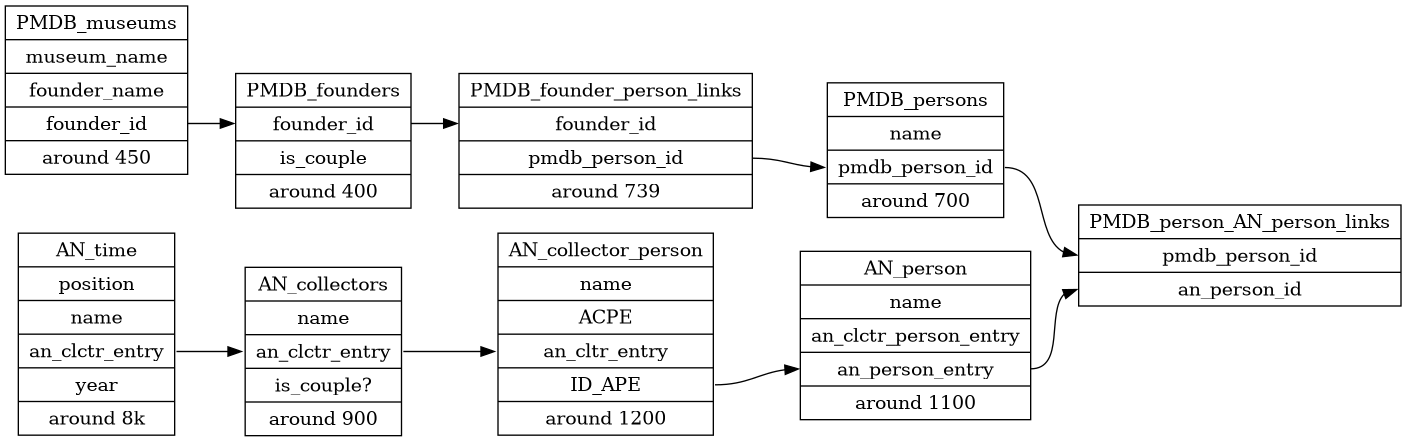 PMDB_museums
museum_name
founder_name
founder_id
around 450
PMDB_founders
founder_id
is_couple
around 400
PMDB_founder_person_links
founder_id
pmdb_person_id
around 739
PMDB_persons
name
pmdb_person_id
around 700
PMDB_person_AN_person_links
pmdb_person_id
an_person_id
AN_time
position
name
an_clctr_entry
year
around 8k
AN_collectors
name
an_clctr_entry
is_couple?
around 900
AN_collector_person
name
ACPE
an_cltr_entry
ID_APE
around 1200
AN_person
name
an_clctr_person_entry
an_person_entry
around 1100